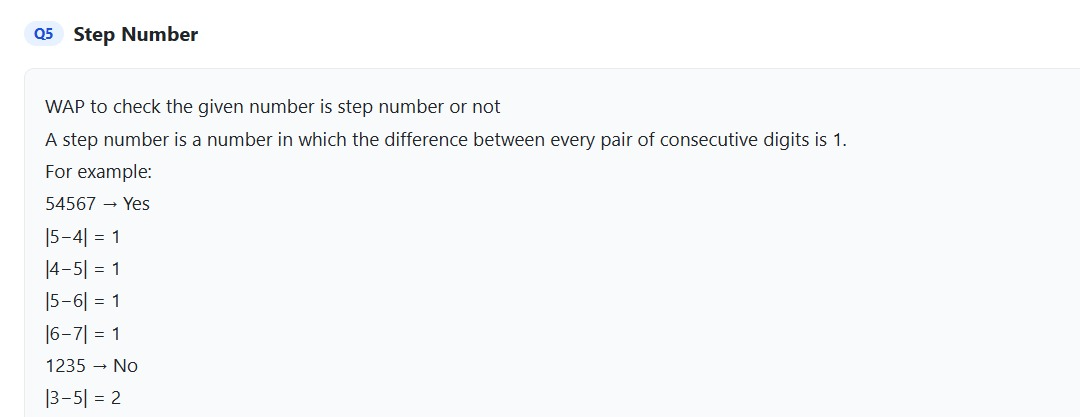 Q5 Step Number
WAP to check the given number is step number or not
A step number is a number in which the difference between every pair of consecutive digits is 1.
For example:
54567 → Yes
|5−4| = 1
|4−5| = 1
|5−6| = 1
|6−7| = 1
1235 → No
|3−5| = 2